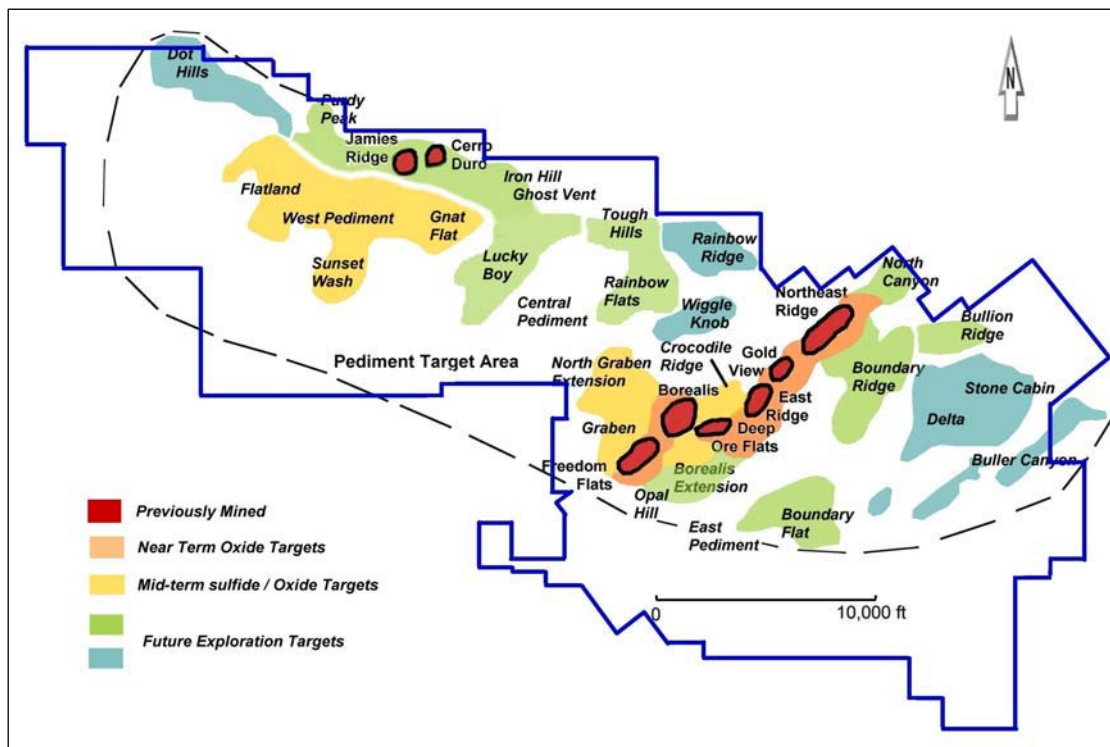 Dot
Hills
N
Purdy
Peak
Jamies
Ridge
Cerro
Duro
Iron Hill
Ghost Vent
Flatland
West Pediment
Gnat
Flat
Sunset
Wash
Lucky
Boy
Tough
Hills
Rainbow
Ridge
Rainbow
Flats
Central
Pediment
Wiggle
Knob
North
Canyon
Northeast
Ridge
Bullion
Ridge
Pediment Target Area
North Graben
Extension
Crocodile
Ridge
Gold
View
Boundary
Ridge
Stone Cabin
Delta
Borealis
East
Ridge
Graben
Deep
Ore Flats
Freedom
Flats
Borealis
Extension
Buller Canyon
Opal
Hill
East
Pediment
Boundary
Flat
Previously Mined
Near Term Oxide Targets
Mid-term sulfide / Oxide Targets
Future Exploration Targets
0
10,000 ft